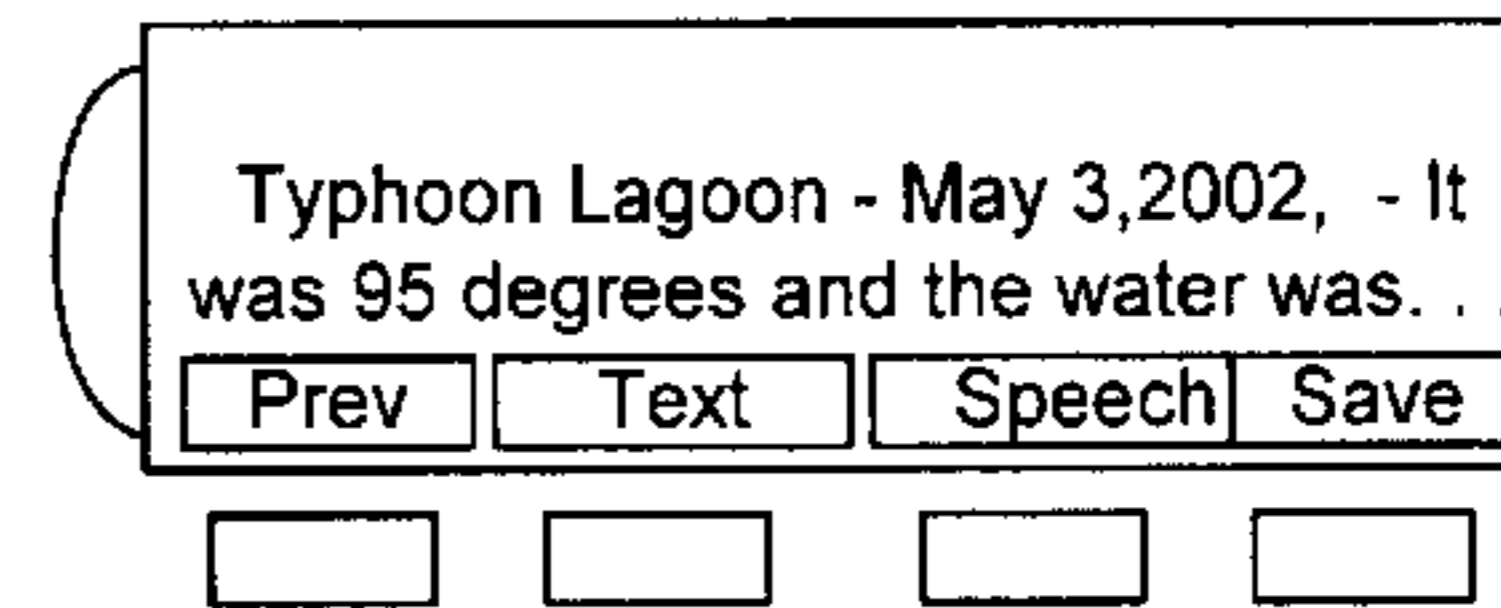 Typhoon Lagoon - May 3,2002, - It
was 95 degrees and the water was. . .
Prev Text Speech Save